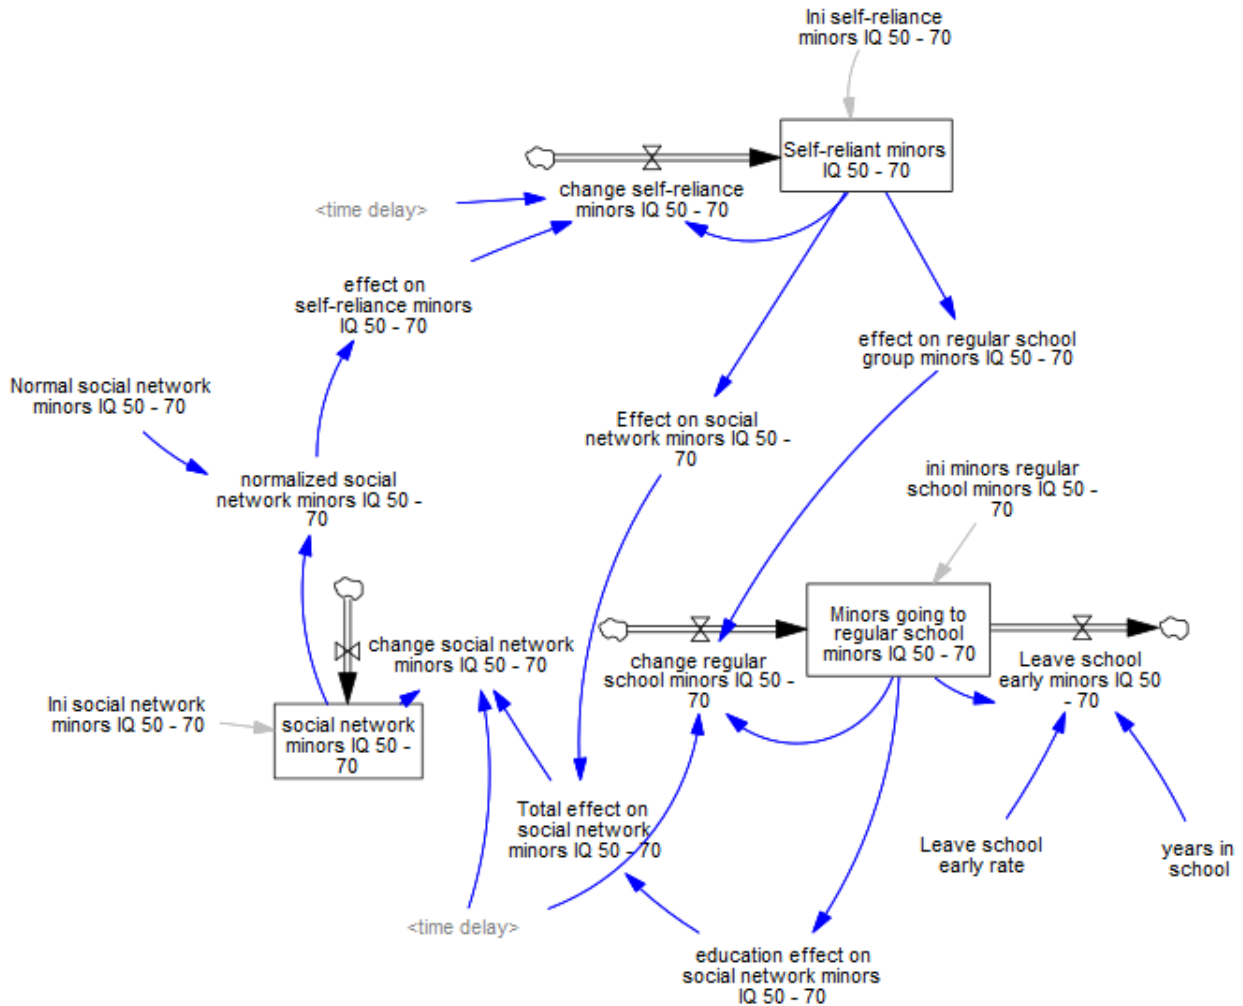 Ini self-reliance
minors IQ 50 - 70
Self-reliant minors
IQ 50 - 70
change self-reliance
minors IQ 50 - 70
<time delay>
effect on
self-reliance minors
IQ 50 - 70
effect on regular school
group minors IQ 50 - 70
Normal social network
minors IQ 50 - 70
Effect on social
network minors IQ 50 -
70
normalized social
network minors IQ 50 -
70
ini minors regular
school minors IQ 50 -
70
Minors going to
regular school
minors IQ 50 - 70
change social network
minors IQ 50 - 70
change regular
school minors IQ 50 -
70
Leave school
early minors IQ 50
- 70
Ini social network
minors IQ 50 - 70
social network
minors IQ 50 -
70
Total effect on
social network
minors IQ 50 - 70
Leave school
early rate
years in
school
<time delay>
education effect on
social network minors
IQ 50 - 70